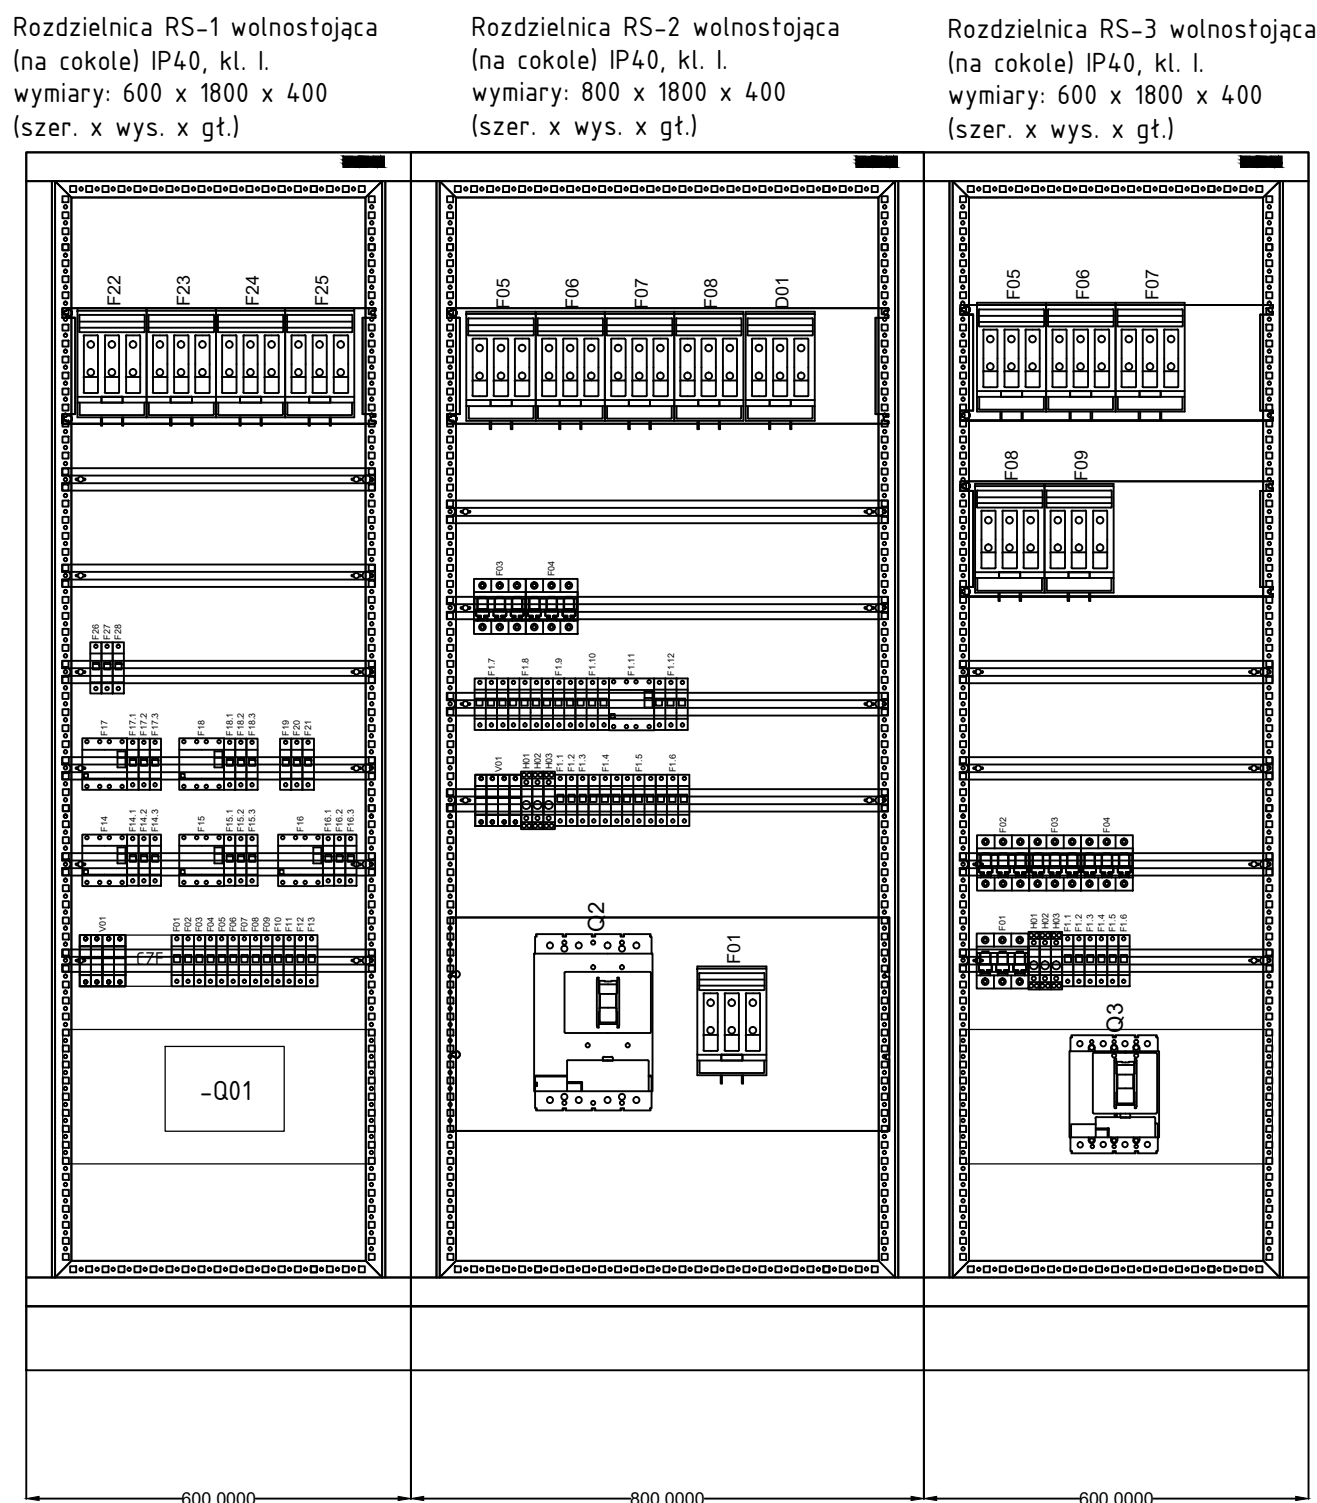 Rozdzielnica RS-1 wolnostojąca
(na cokole) IP40, kl. I.
wymiary: 600 x 1800 x 400
(szer. x wys. x gł.)
Rozdzielnica RS-2 wolnostojąca
(na cokole) IP40, kl. I.
wymiary: 800 x 1800 x 400
(szer. x wys. x gł.)
Rozdzielnica RS-3 wolnostojąca
(na cokole) IP40, kl. I.
wymiary: 600 x 1800 x 400
(szer. x wys. x gł.)
F22 F23 F24 F25
F26 F27 F28
F17 F17.1 F17.2 F17.3 F18 F18.1 F18.2 F18.3 F19 F20 F21
F14 F14.1 F14.2 F14.3 F15 F15.1 F15.2 F15.3 F16 F16.1 F16.2 F16.3
V01 F01 F02 F03 F04 F05 F06 F07 F08 F09 F10 F11 F12 F13
-Q01
F05 F06 F07 F08 D01
F03 F04
F1.7 F1.8 F1.9 F1.10 F1.11 F1.12
V01 H01 H02 H03 F1.1 F1.2 F1.3 F1.4 F1.5 F1.6
Q2 F01
F05 F06 F07
F08 F09
F02 F03 F04
F01 H01 H02 H03 F1.1 F1.2 F1.3 F1.4 F1.5 F1.6
Q3
600.0000 800.0000 600.0000